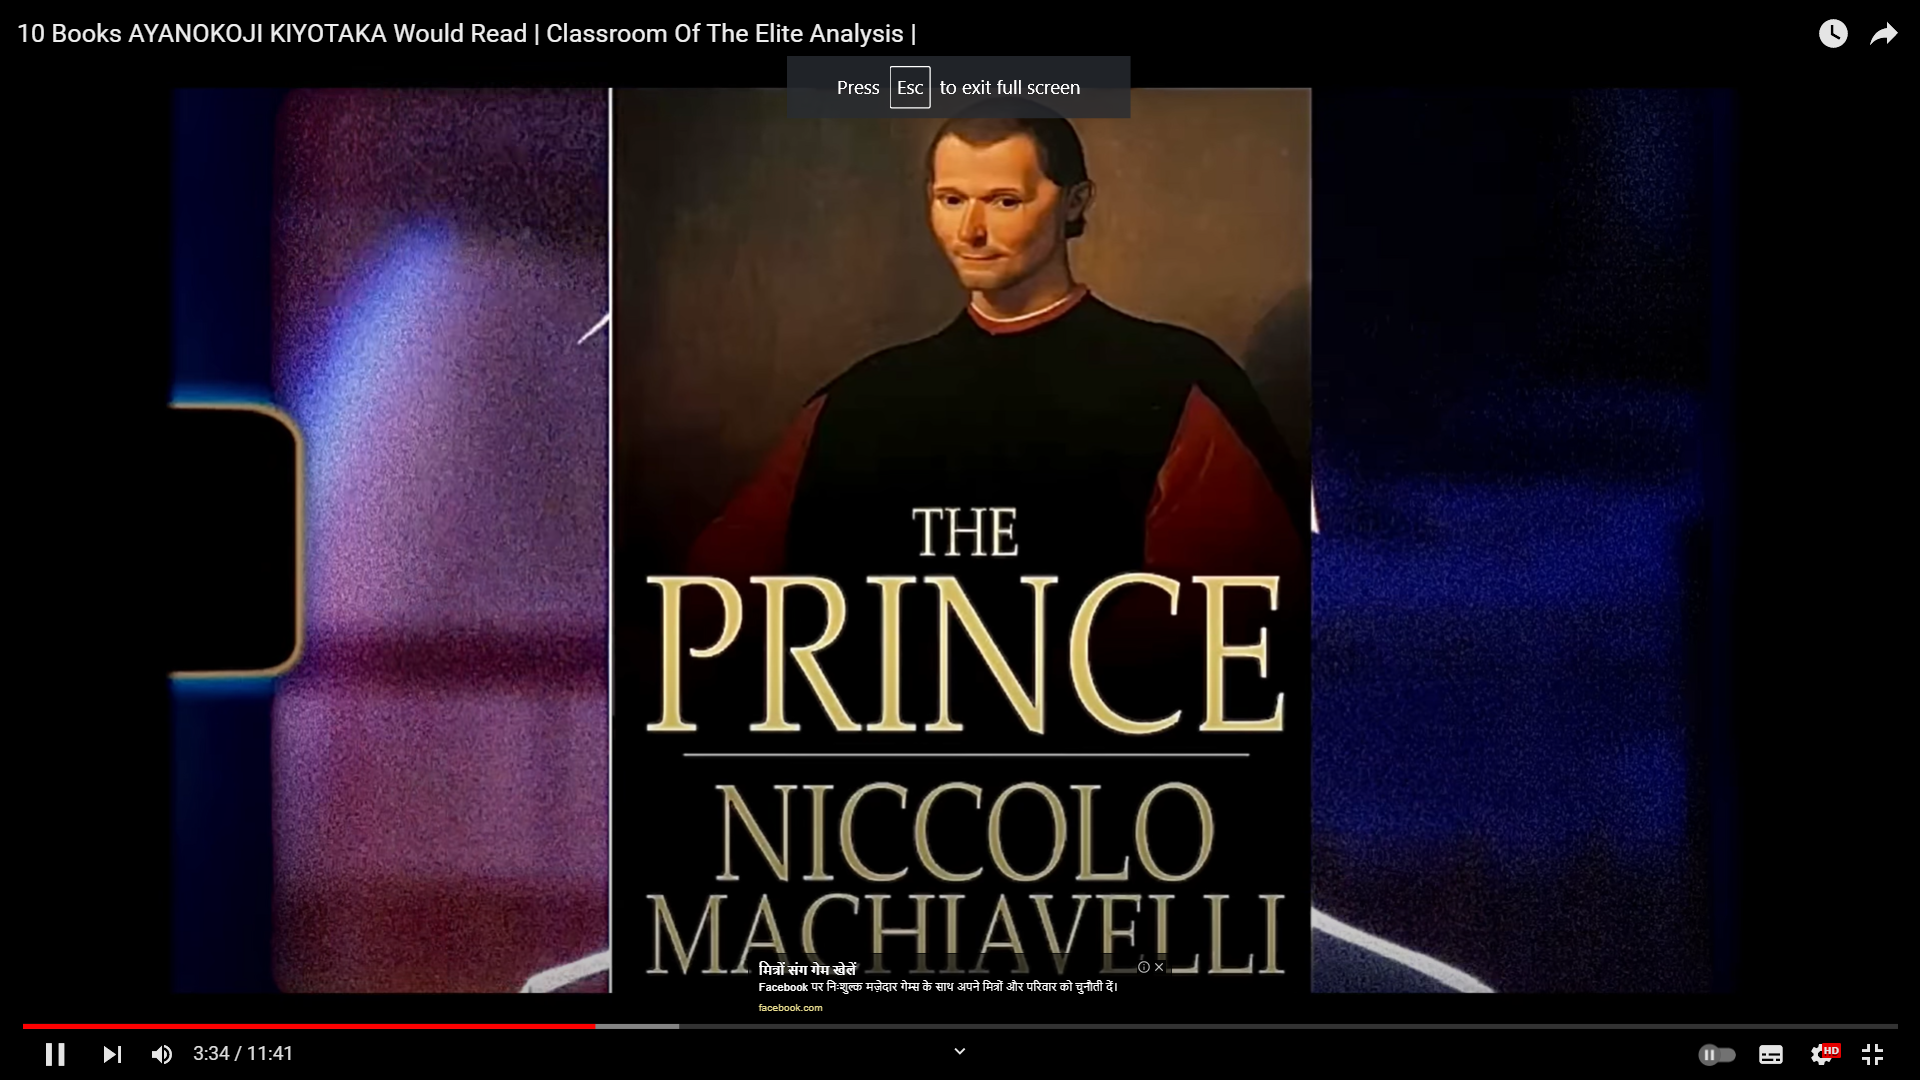 10 Books AYANOKOJI KIYOTAKA Would Read | Classroom Of The Elite Analysis |
Press Esc to exit full screen
THE
PRINCE
NICCOLO
MACHIAVELLI
मित्रों संग गेम खेलें
Facebook पर निःशुल्क मज़ेदार गेम्स के साथ अपने मित्रों और परिवार को चुनौती दें।
facebook.com
3:34 / 11:41
HD